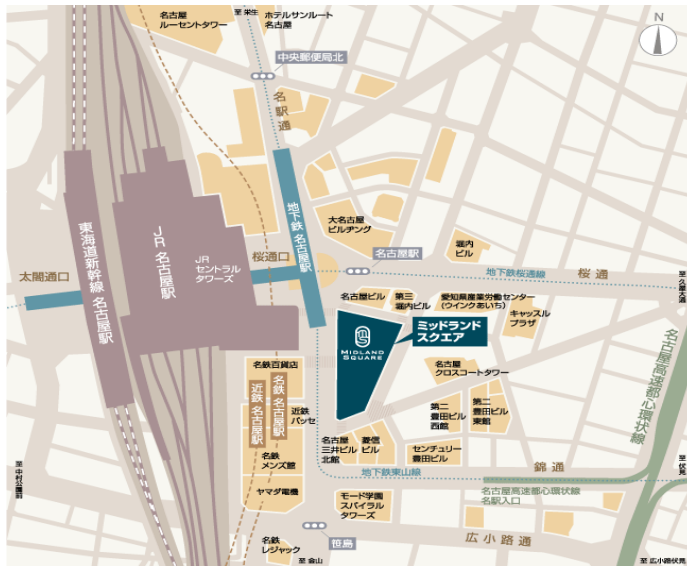 至 栄生
名古屋
ルーセントタワー
ホテルサンルート
名古屋
N
中央郵便局北
名駅通
地下鉄 名古屋駅
大名古屋
ビルヂング
堀内
ビル
名古屋駅
東海道新幹線 名古屋駅
JR 名古屋駅
JR
セントラル
タワーズ
桜通口
太閤通口
地下鉄桜通線
桜通
至久屋大通
名古屋ビル
第三
堀内ビル
愛知県産業労働センター
(ウインクあいち)
キャッスル
プラザ
ミッドランド
スクエア
MIDLAND
SQUARE
名古屋高速都心環状線
名鉄百貨店
名古屋
クロスコートタワー
名鉄 名古屋駅
近鉄 名古屋駅
近鉄
パッセ
第二
豊田ビル
西館
第二
豊田ビル
東館
名古屋
三井ビル
北館
菱信
ビル
センチュリー
豊田ビル
名鉄
メンズ館
地下鉄東山線
錦通
至伏見
至中村公園前
ヤマダ電機
モード学園
スパイラル
タワーズ
名古屋高速都心環状線
名駅入口
笹島
広小路通
名鉄
レジャック
至 金山
至 広小路伏見